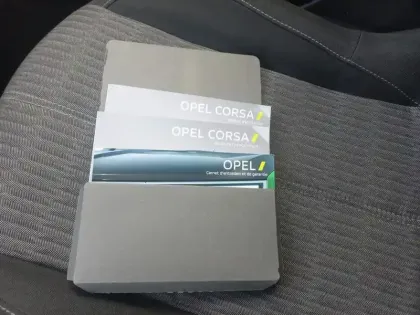 OPEL CORSA
OPEL CORSA
OPEL
Carnet d'entretien et de garantie